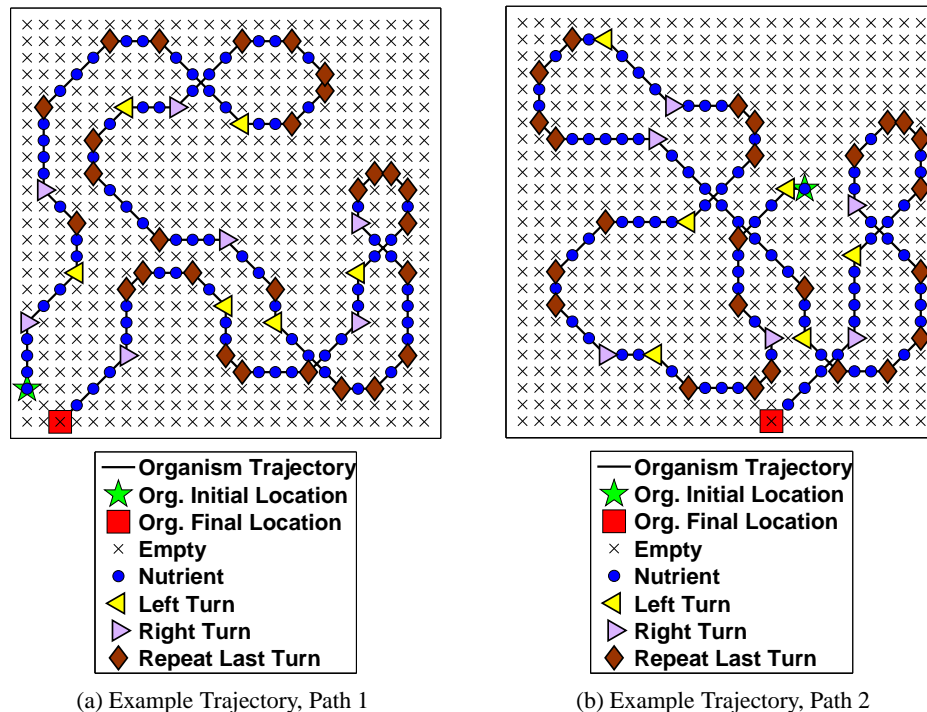 Organism Trajectory
Org. Initial Location
Org. Final Location
Empty
Nutrient
Left Turn
Right Turn
Repeat Last Turn
(a) Example Trajectory, Path 1
Organism Trajectory
Org. Initial Location
Org. Final Location
Empty
Nutrient
Left Turn
Right Turn
Repeat Last Turn
(b) Example Trajectory, Path 2